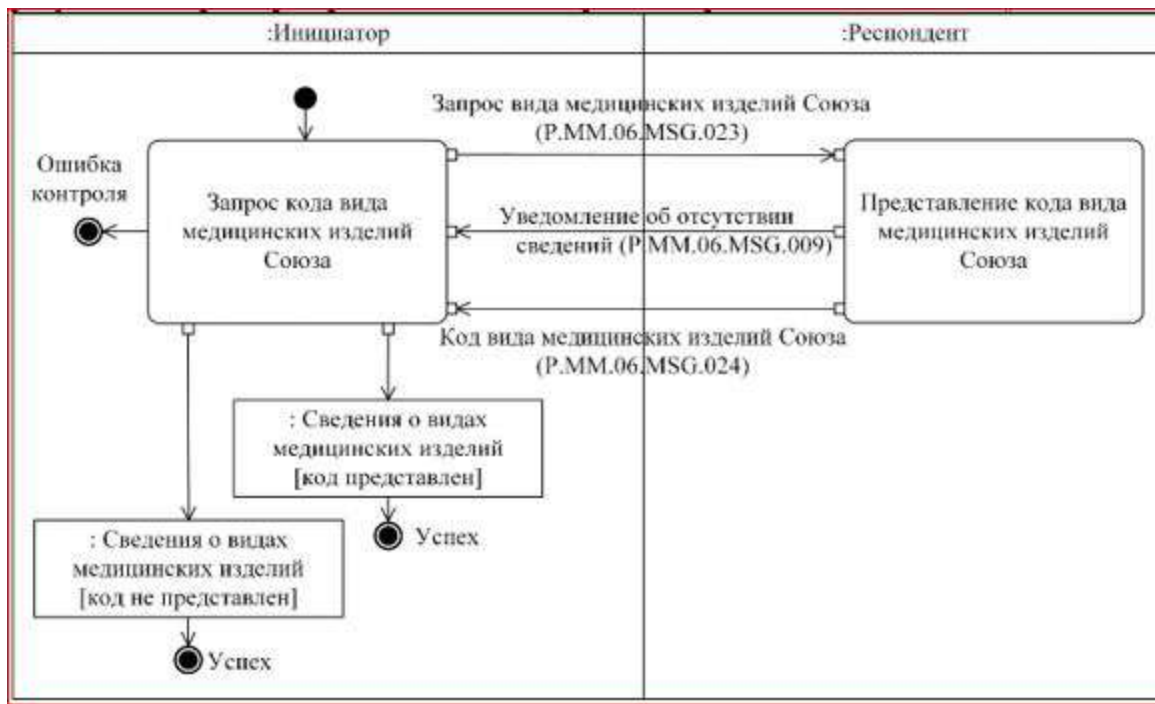 :Инициатор
:Респондент
Запрос вида медицинских изделий Союза
(P.MM.06.MSG.023)
Ошибка
контроля
Запрос кода вида
медицинских изделий
Союза
Уведомление об отсутствии
сведений (P.MM.06.MSG.009)
Представление кода вида
медицинских изделий
Союза
Код вида медицинских изделий Союза
(P.MM.06.MSG.024)
: Сведения о видах
медицинских изделий
[код представлен]
Успех
: Сведения о видах
медицинских изделий
[код не представлен]
Успех